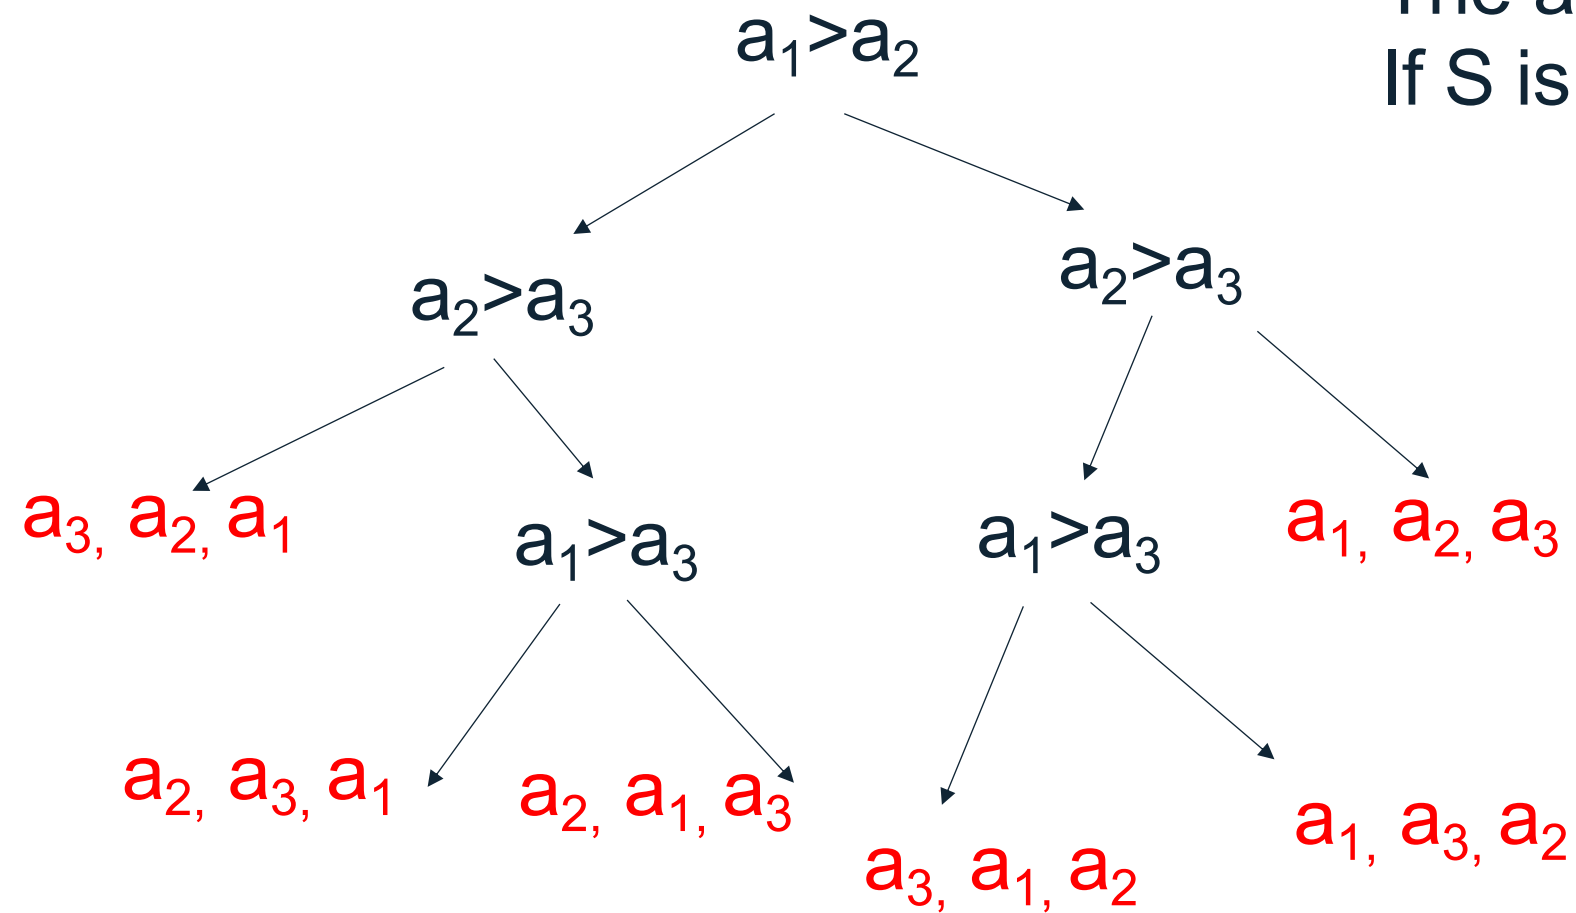 a₁>a₂
If S is
a₂>a₃
a₂>a₃
a₃, a₂, a₁
a₁>a₃
a₁>a₃
a₁, a₂, a₃
a₂, a₃, a₁
a₂, a₁, a₃
a₃, a₁, a₂
a₁, a₃, a₂